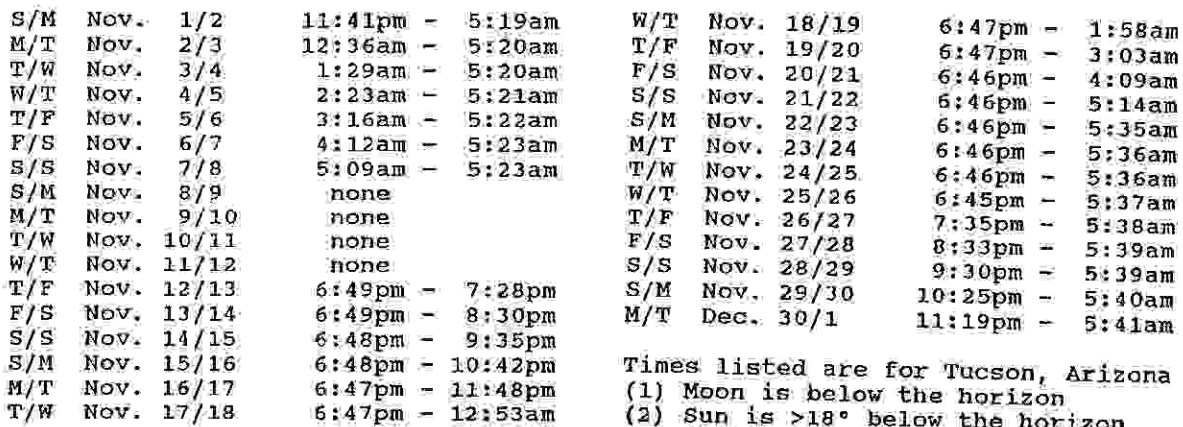 S/M Nov. 1/2 11:41pm - 5:19am
M/T Nov. 2/3 12:36am - 5:20am
T/W Nov. 3/4 1:29am - 5:20am
W/T Nov. 4/5 2:23am - 5:21am
T/F Nov. 5/6 3:16am - 5:22am
F/S Nov. 6/7 4:12am - 5:23am
S/S Nov. 7/8 5:09am - 5:23am
S/M Nov. 8/9 none
M/T Nov. 9/10 none
T/W Nov. 10/11 none
W/T Nov. 11/12 none
T/F Nov. 12/13 6:49pm - 7:28pm
F/S Nov. 13/14 6:49pm - 8:30pm
S/S Nov. 14/15 6:48pm - 9:35pm
S/M Nov. 15/16 6:48pm - 10:42pm
M/T Nov. 16/17 6:47pm - 11:48pm
T/W Nov. 17/18 6:47pm - 12:53am
W/T Nov. 18/19 6:47pm - 1:58am
T/F Nov. 19/20 6:47pm - 3:03am
F/S Nov. 20/21 6:46pm - 4:09am
S/S Nov. 21/22 6:46pm - 5:14am
S/M Nov. 22/23 6:46pm - 5:35am
M/T Nov. 23/24 6:46pm - 5:36am
T/W Nov. 24/25 6:46pm - 5:36am
W/T Nov. 25/26 6:45pm - 5:37am
T/F Nov. 26/27 7:35pm - 5:38am
F/S Nov. 27/28 8:33pm - 5:39am
S/S Nov. 28/29 9:30pm - 5:39am
S/M Nov. 29/30 10:25pm - 5:40am
M/T Dec. 30/1 11:19pm - 5:41am
Times listed are for Tucson, Arizona
(1) Moon is below the horizon
(2) Sun is >18° below the horizon